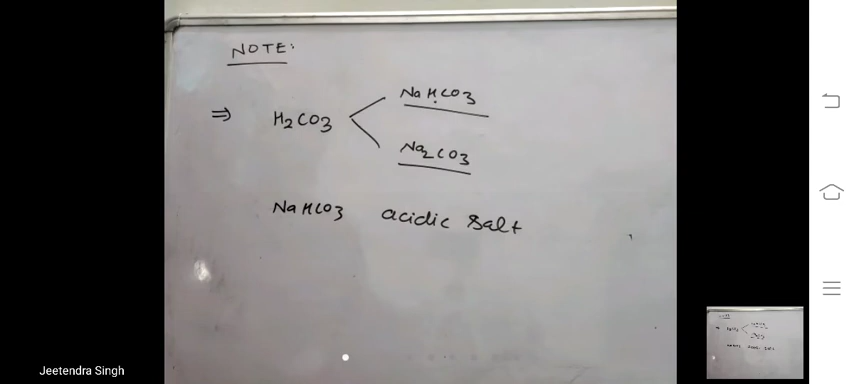 NOTE:
⇒ H2CO3
NaHCO3
Na2CO3
NaHCO3 acidic salt
Jeetendra Singh